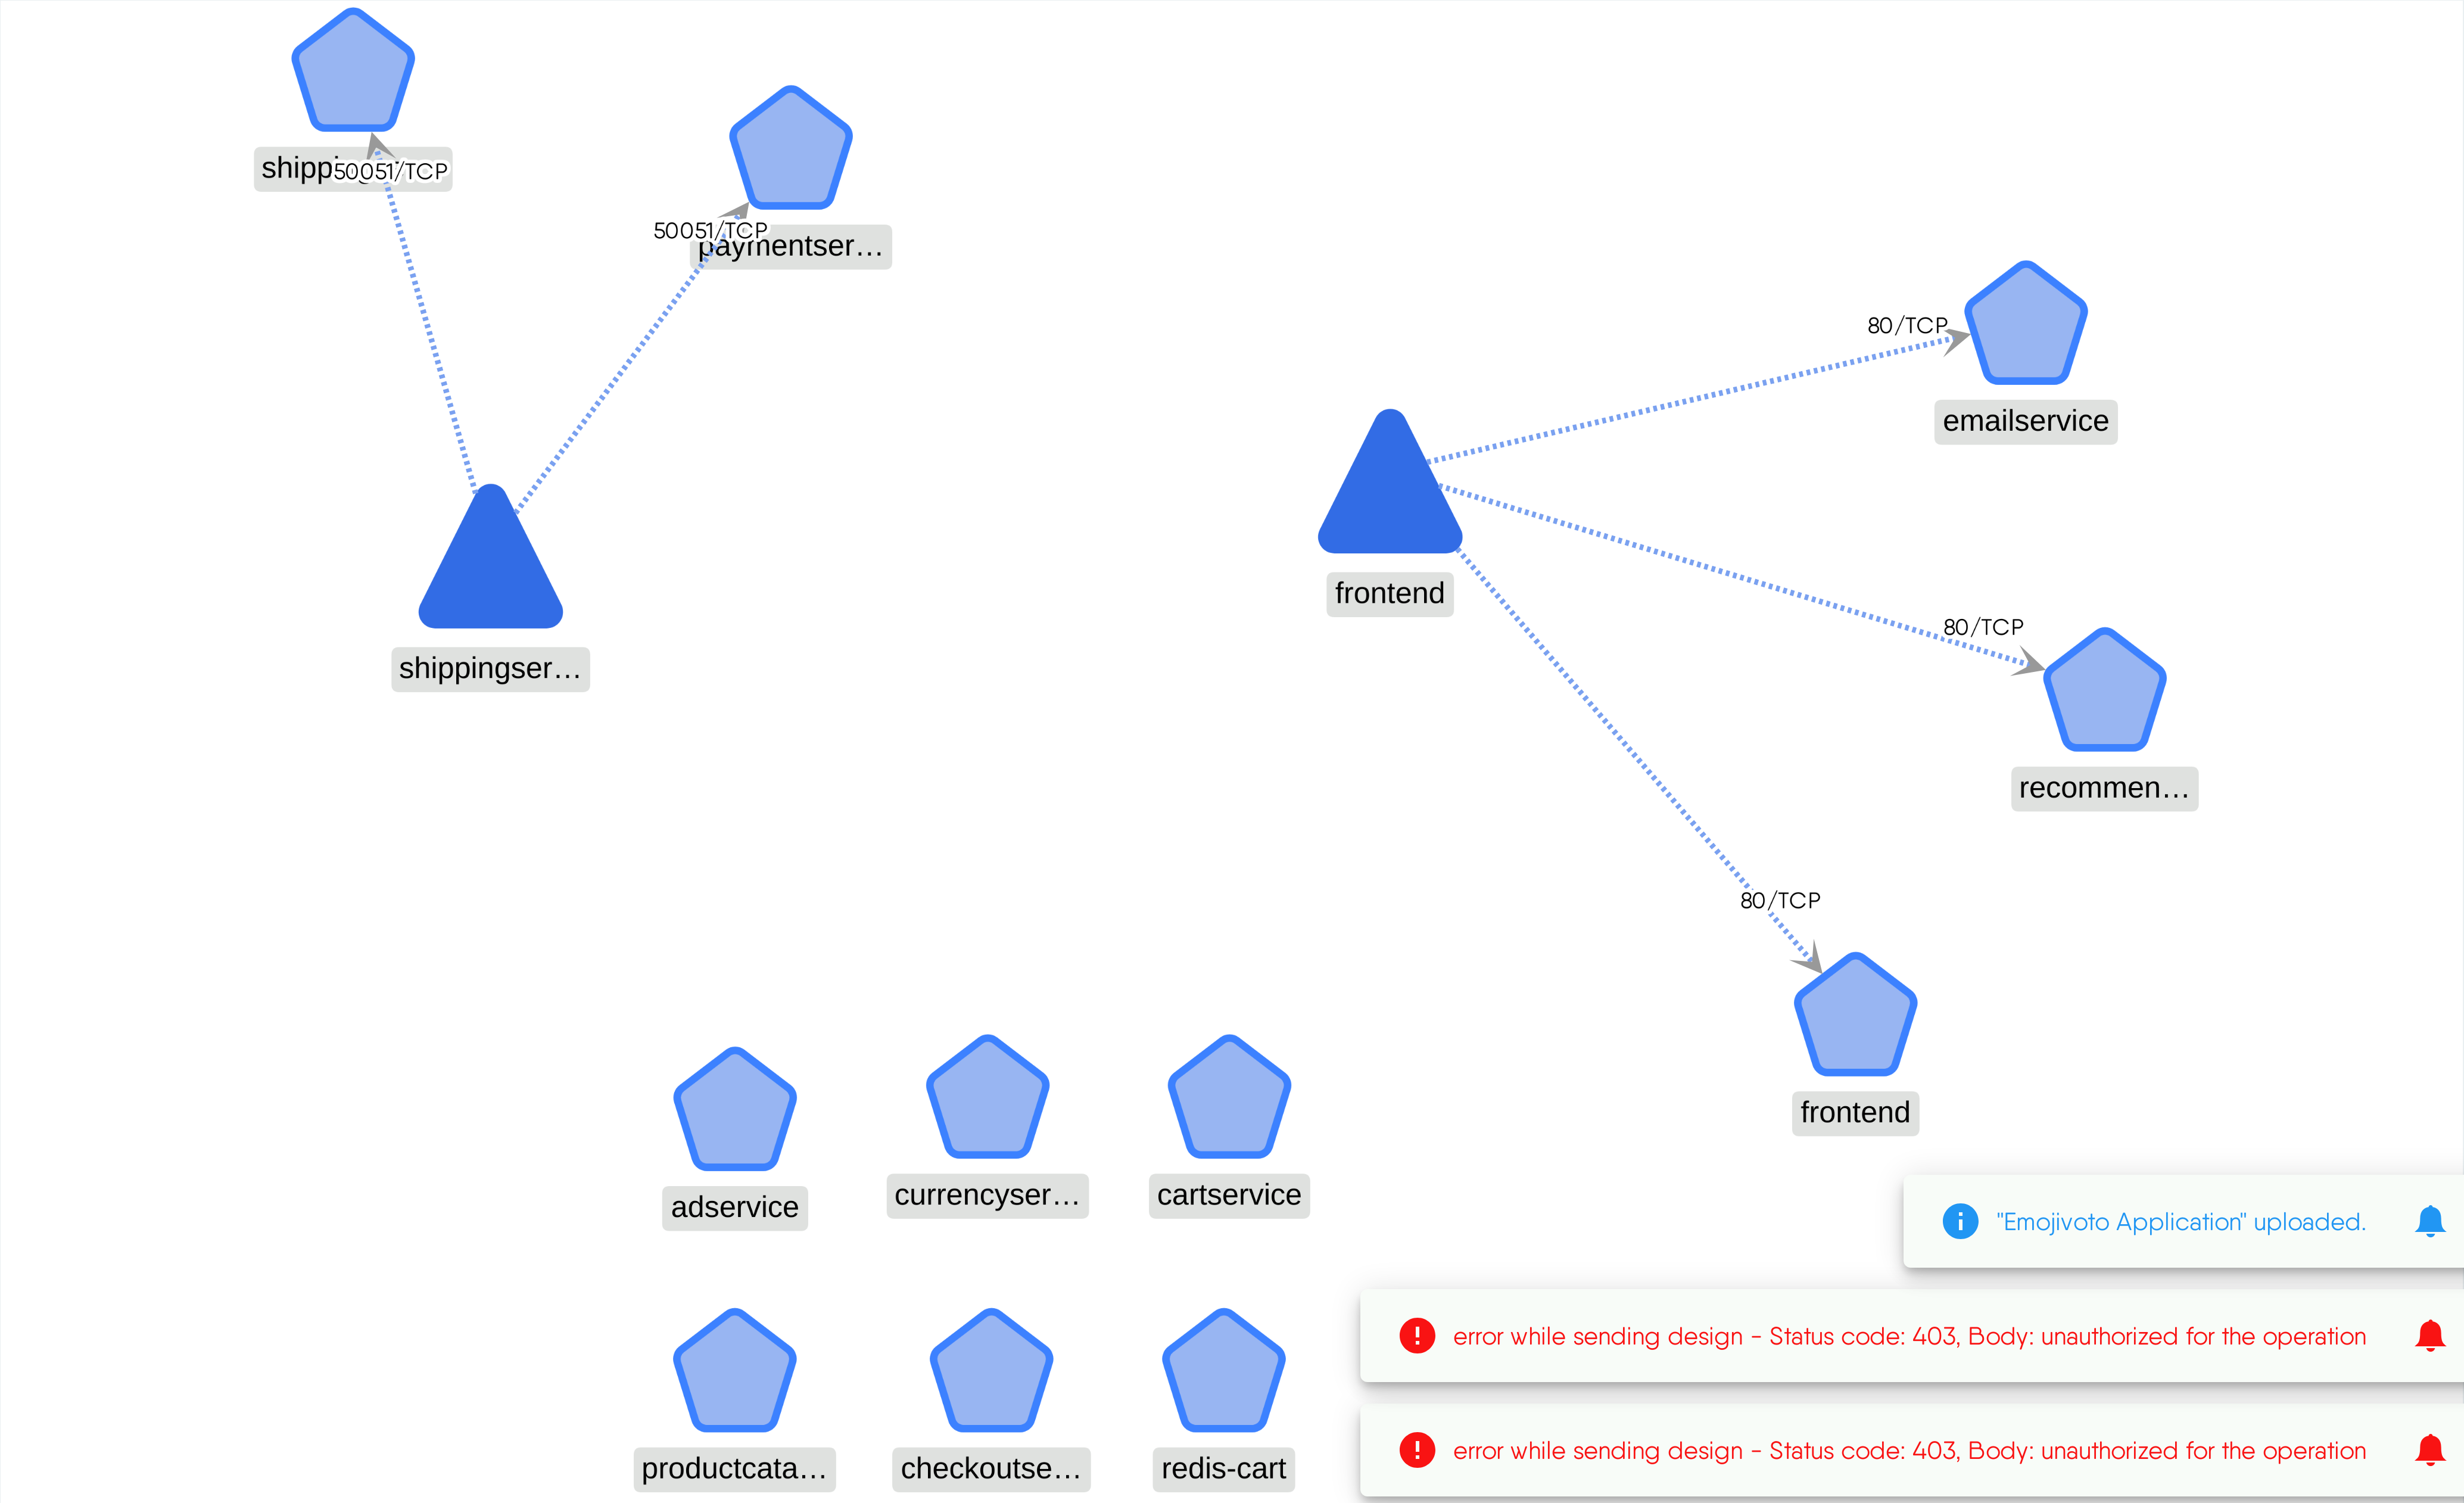 50051/TCP
50051/TCP
paymentser…
80/TCP
emailservice
frontend
80/TCP
shippingser…
recommen…
80/TCP
frontend
adservice
currencyser…
cartservice
"Emojivoto Application" uploaded.
error while sending design - Status code: 403, Body: unauthorized for the operation
error while sending design - Status code: 403, Body: unauthorized for the operation
productcata…
checkoutse…
redis-cart